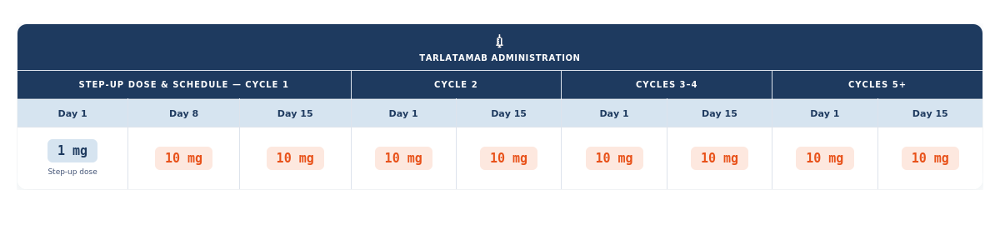 TARLATAMAB ADMINISTRATION
STEP-UP DOSE & SCHEDULE — CYCLE 1 CYCLE 2 CYCLES 3–4 CYCLES 5+
Day 1 Day 8 Day 15 Day 1 Day 15 Day 1 Day 15 Day 1 Day 15
1 mg 10 mg 10 mg 10 mg 10 mg 10 mg 10 mg 10 mg 10 mg
Step-up dose